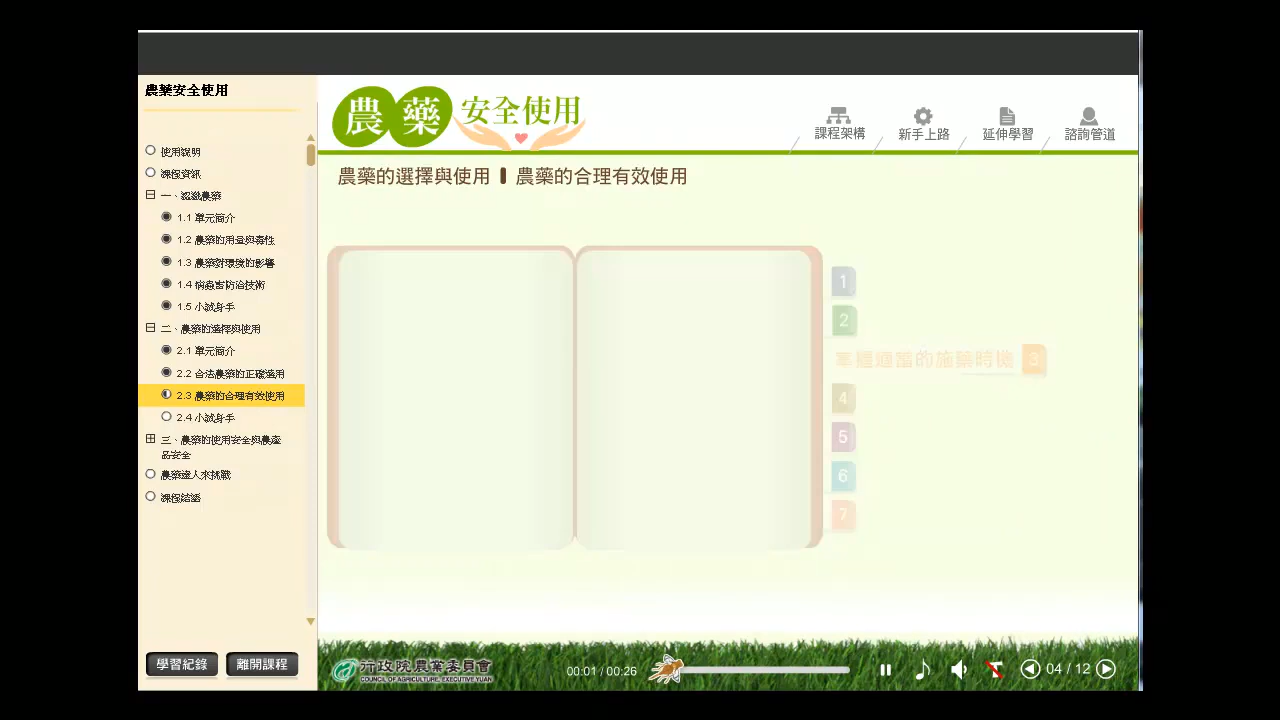 農藥安全使用
使用說明
課程資訊
一、認識農藥
1.1 單元簡介
1.2 農藥的用量與毒性
1.3 農藥對環境的影響
1.4 病蟲害防治技術
1.5 小試身手
二、農藥的選擇與使用
2.1 單元簡介
2.2 合法農藥的正確選用
2.3 農藥的合理有效使用
2.4 小試身手
三、農藥的使用安全與農產
品安全
農藥達人來挑戰
課程結語
學習紀錄
離開課程
農藥 安全使用
課程架構
新手上路
延伸學習
諮詢管道
農藥的選擇與使用 農藥的合理有效使用
1
2
掌握適當的施藥時機 3
4
5
6
7
行政院農業委員會
COUNCIL OF AGRICULTURE, EXECUTIVE YUAN
00:01 / 00:26
04 / 12